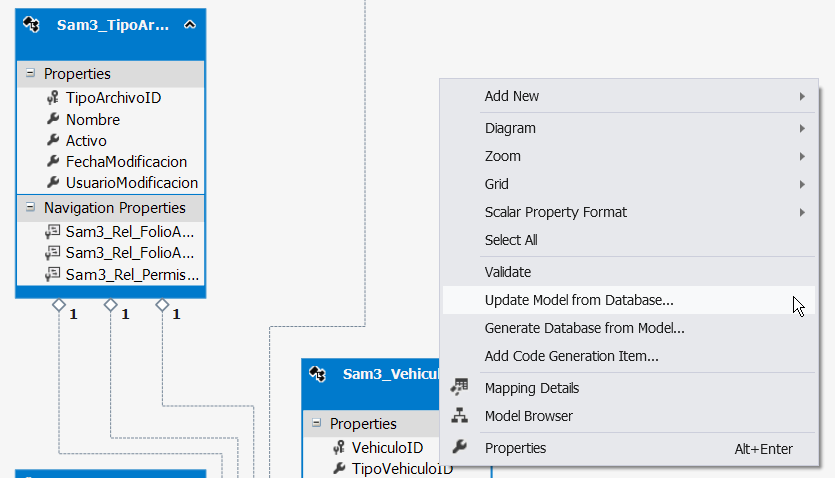 Sam3_TipoAr...
Properties
TipoArchivoID
Nombre
Activo
FechaModificacion
UsuarioModificacion
Navigation Properties
Sam3_Rel_FolioA...
Sam3_Rel_FolioA...
Sam3_Rel_Permis...
1
1
1
Sam3_Vehicul
Properties
VehiculoID
TipoVehiculoID
Add New
Diagram
Zoom
Grid
Scalar Property Format
Select All
Validate
Update Model from Database...
Generate Database from Model...
Add Code Generation Item...
Mapping Details
Model Browser
Properties Alt+Enter